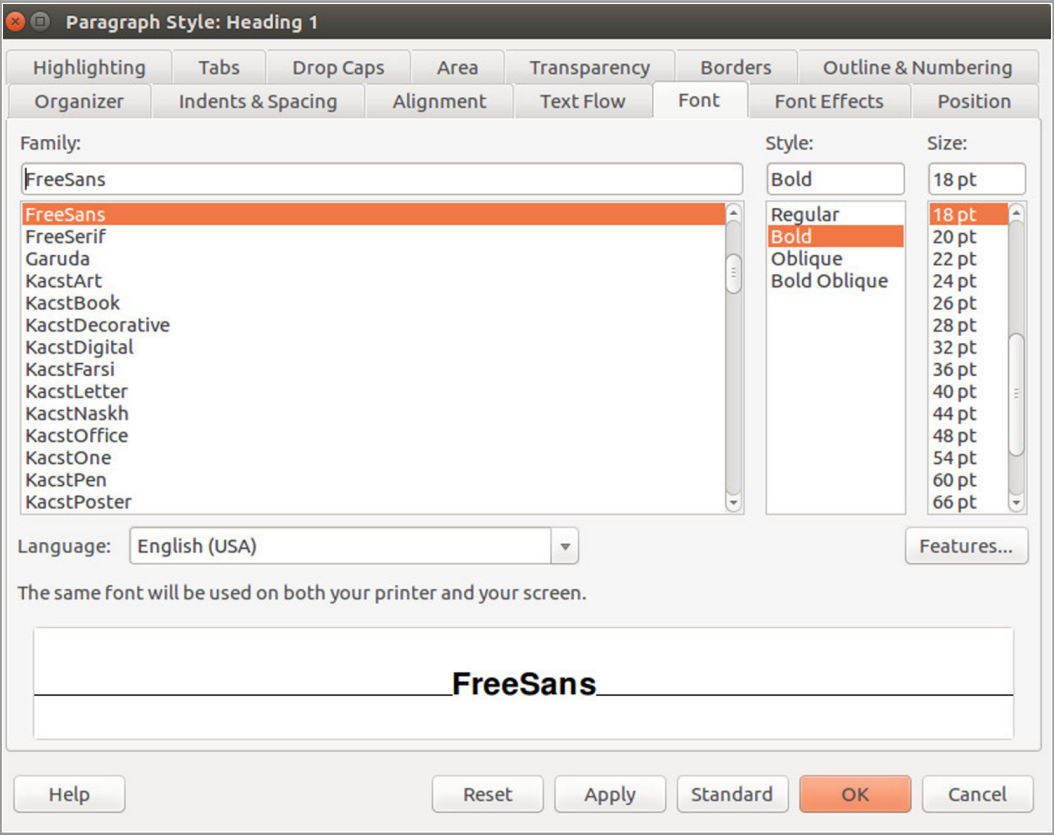 Paragraph Style: Heading 1
Highlighting Tabs Drop Caps Area Transparency Borders Outline & Numbering
Organizer Indents & Spacing Alignment Text Flow Font Font Effects Position
Family: Style: Size:
FreeSans Bold 18 pt
FreeSans Regular 18 pt
FreeSerif Bold 20 pt
Garuda Oblique 22 pt
KacstArt Bold Oblique 24 pt
KacstBook 26 pt
KacstDecorative 28 pt
KacstDigital 32 pt
KacstFarsi 36 pt
KacstLetter 40 pt
KacstNaskh 44 pt
KacstOffice 48 pt
KacstOne 54 pt
KacstPen 60 pt
KacstPoster 66 pt
Language: English (USA) Features...
The same font will be used on both your printer and your screen.
FreeSans
Help Reset Apply Standard OK Cancel